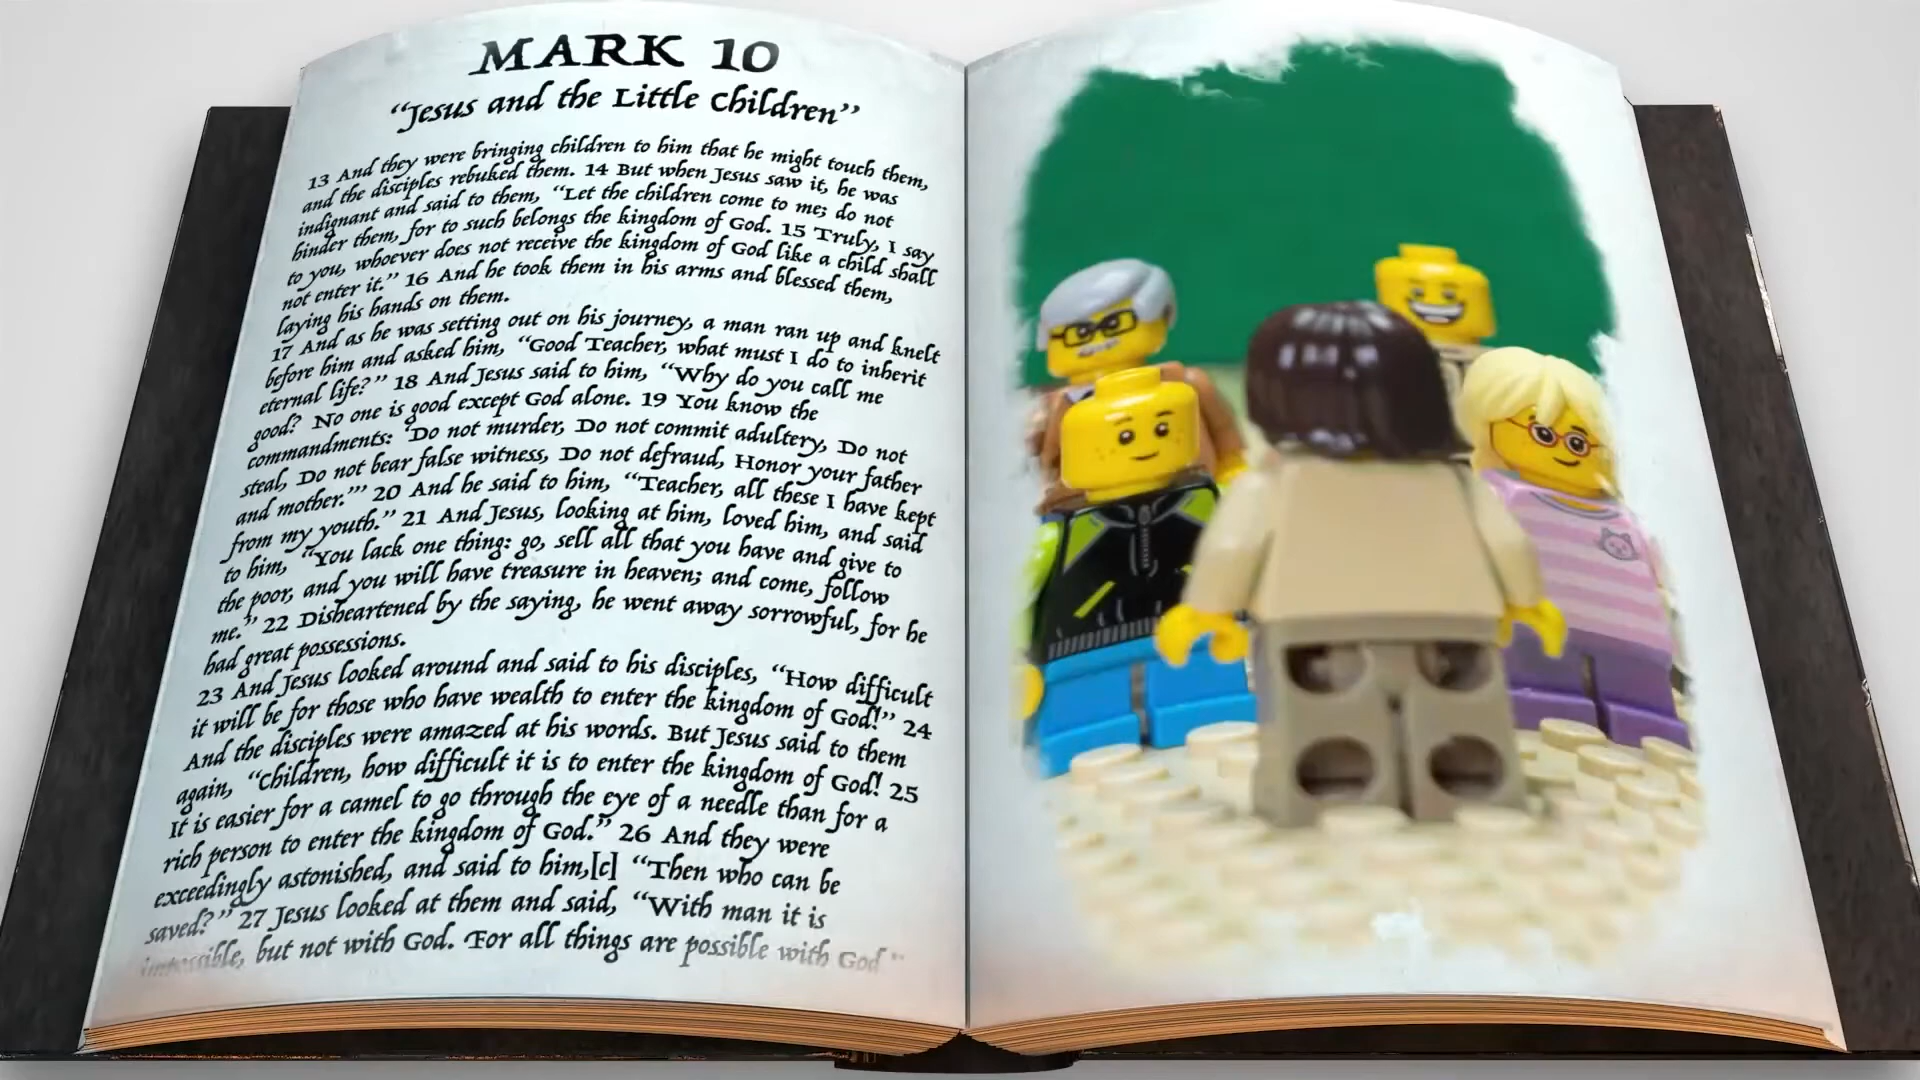 MARK 10
“Jesus and the Little Children”
13 And they were bringing children to him that he might touch them,
and the disciples rebuked them. 14 But when Jesus saw it, he was
indignant and said to them, “Let the children come to me; do not
hinder them, for to such belongs the kingdom of God. 15 Truly, I say
to you, whoever does not receive the kingdom of God like a child shall
not enter it.” 16 And he took them in his arms and blessed them,
laying his hands on them.
17 And as he was setting out on his journey, a man ran up and knelt
before him and asked him, “Good Teacher, what must I do to inherit
eternal life?” 18 And Jesus said to him, “Why do you call me
good? No one is good except God alone. 19 You know the
commandments: ‘Do not murder, Do not commit adultery, Do not
steal, Do not bear false witness, Do not defraud, Honor your father
and mother.’” 20 And he said to him, “Teacher, all these I have kept
from my youth.” 21 And Jesus, looking at him, loved him, and said
to him, “You lack one thing: go, sell all that you have and give to
the poor, and you will have treasure in heaven; and come, follow
me.” 22 Disheartened by the saying, he went away sorrowful, for he
had great possessions.
23 And Jesus looked around and said to his disciples, “How difficult
it will be for those who have wealth to enter the kingdom of God!” 24
And the disciples were amazed at his words. But Jesus said to them
again, “Children, how difficult it is to enter the kingdom of God! 25
It is easier for a camel to go through the eye of a needle than for a
rich person to enter the kingdom of God.” 26 And they were
exceedingly astonished, and said to him,[c] “Then who can be
saved?” 27 Jesus looked at them and said, “With man it is
impossible, but not with God. For all things are possible with God.”